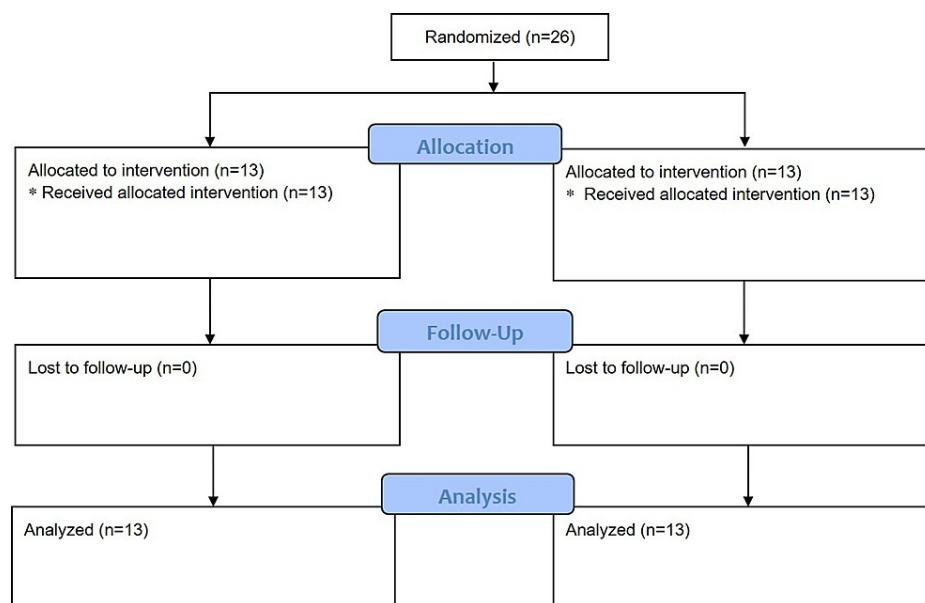 Randomized (n=26)
Allocation
Allocated to intervention (n=13)
* Received allocated intervention (n=13)
Allocated to intervention (n=13)
* Received allocated intervention (n=13)
Follow-Up
Lost to follow-up (n=0)
Lost to follow-up (n=0)
Analysis
Analyzed (n=13)
Analyzed (n=13)